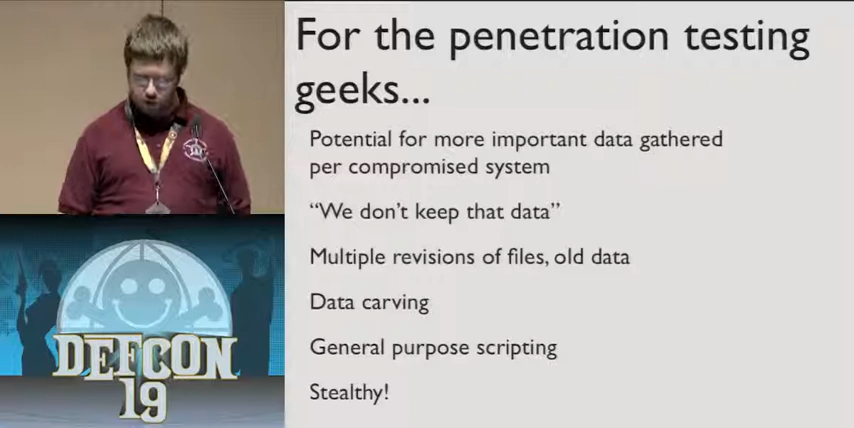 For the penetration testing
geeks...
Potential for more important data gathered
per compromised system
“We don’t keep that data”
Multiple revisions of files, old data
Data carving
General purpose scripting
Stealthy!
DEFCON
19